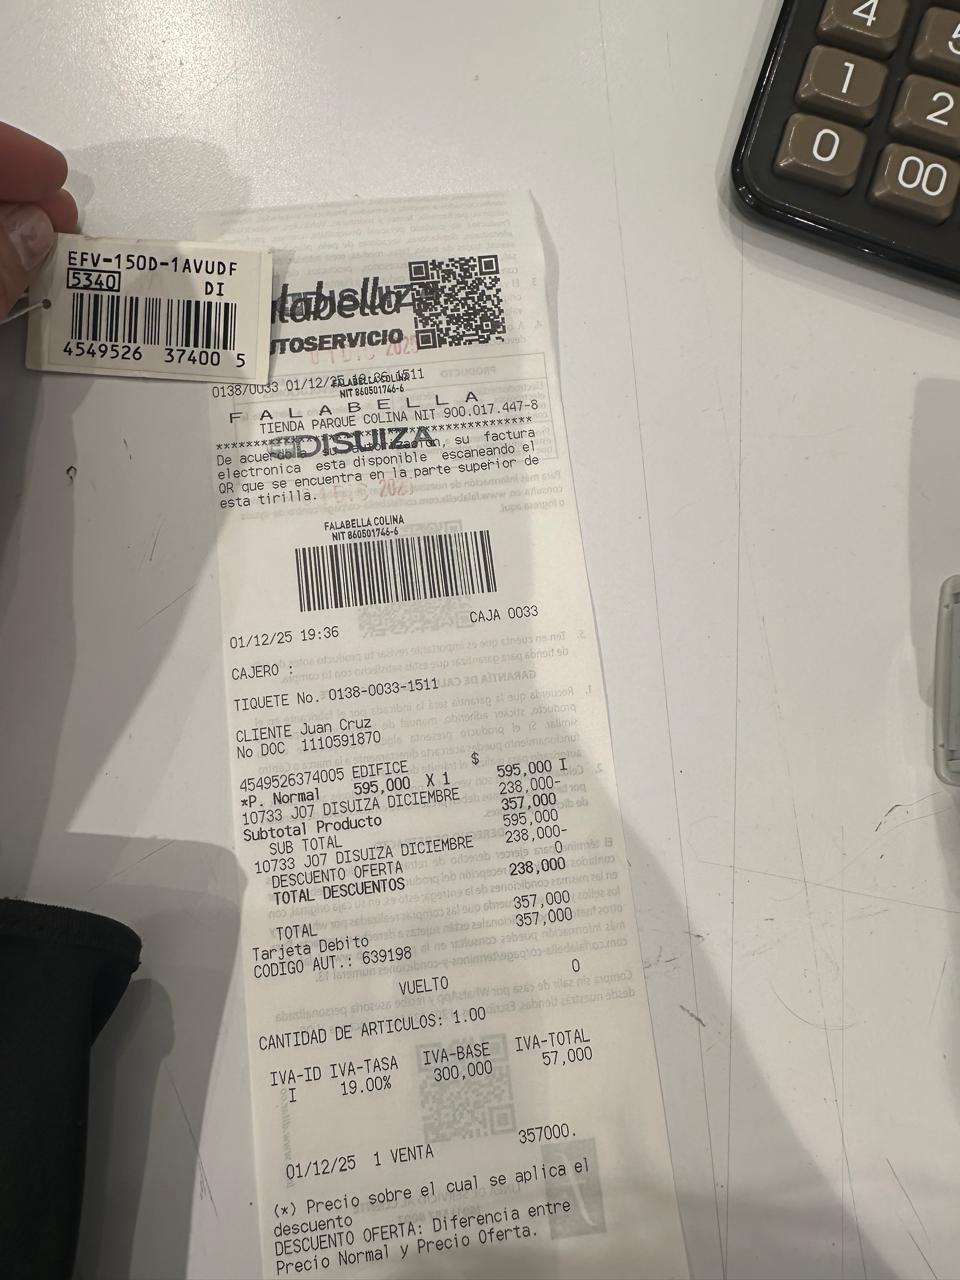 4
5
1
2
0
00
EFV-150D-1AVUDF
5340
DI
4549526 37400 5
falabella
AUTOSERVICIO
0138/0033 01/12/25 19:36 1511
FALABELLA COLINA
NIT 860501746-6
F A L A B E L L A
TIENDA PARQUE COLINA NIT 900.017.447-8
DISUIZA
De acuerdo a su autorización, su factura
electronica esta disponible escaneando el
QR que se encuentra en la parte superior de
esta tirilla.
FALABELLA COLINA
NIT 860501746-6
01/12/25 19:36 CAJA 0033
CAJERO :
TIQUETE No. 0138-0033-1511
CLIENTE Juan Cruz
No DOC 1110591870
$
4549526374005 EDIFICE 595,000 I
*P. Normal 595,000 X 1
10733 J07 DISUIZA DICIEMBRE 238,000-
Subtotal Producto 357,000
SUB TOTAL 595,000
10733 J07 DISUIZA DICIEMBRE 238,000-
DESCUENTO OFERTA 0
TOTAL DESCUENTOS 238,000
TOTAL 357,000
Tarjeta Debito 357,000
CODIGO AUT.: 639198
VUELTO 0
CANTIDAD DE ARTICULOS: 1.00
IVA-ID IVA-TASA IVA-BASE IVA-TOTAL
I 19.00% 300,000 57,000
01/12/25 1 VENTA 357000.
(*) Precio sobre el cual se aplica el
descuento
DESCUENTO OFERTA: Diferencia entre
Precio Normal y Precio Oferta.